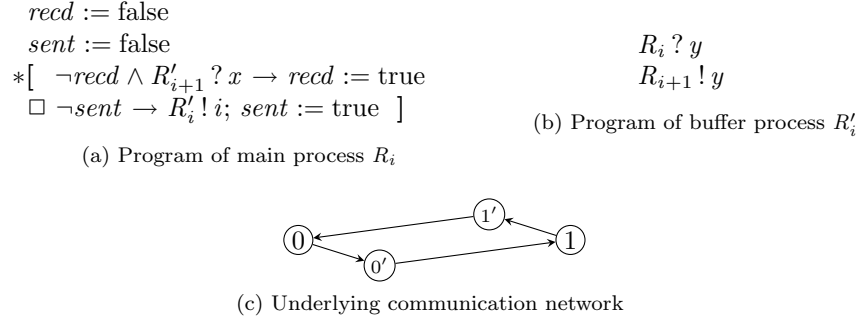 recd := false
sent := false
*[ ¬recd ∧ R′ᵢ₊₁ ? x → recd := true
□ ¬sent → R′ᵢ ! i; sent := true ]
(a) Program of main process Rᵢ
Rᵢ ? y
Rᵢ₊₁ ! y
(b) Program of buffer process R′ᵢ
0
1′
0′
1
(c) Underlying communication network